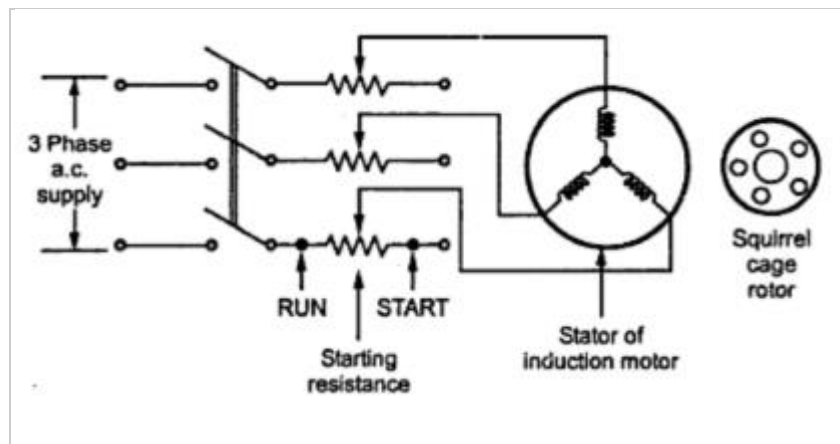 3 Phase
a.c.
supply
RUN
START
Starting
resistance
Stator of
induction motor
Squirrel
cage
rotor